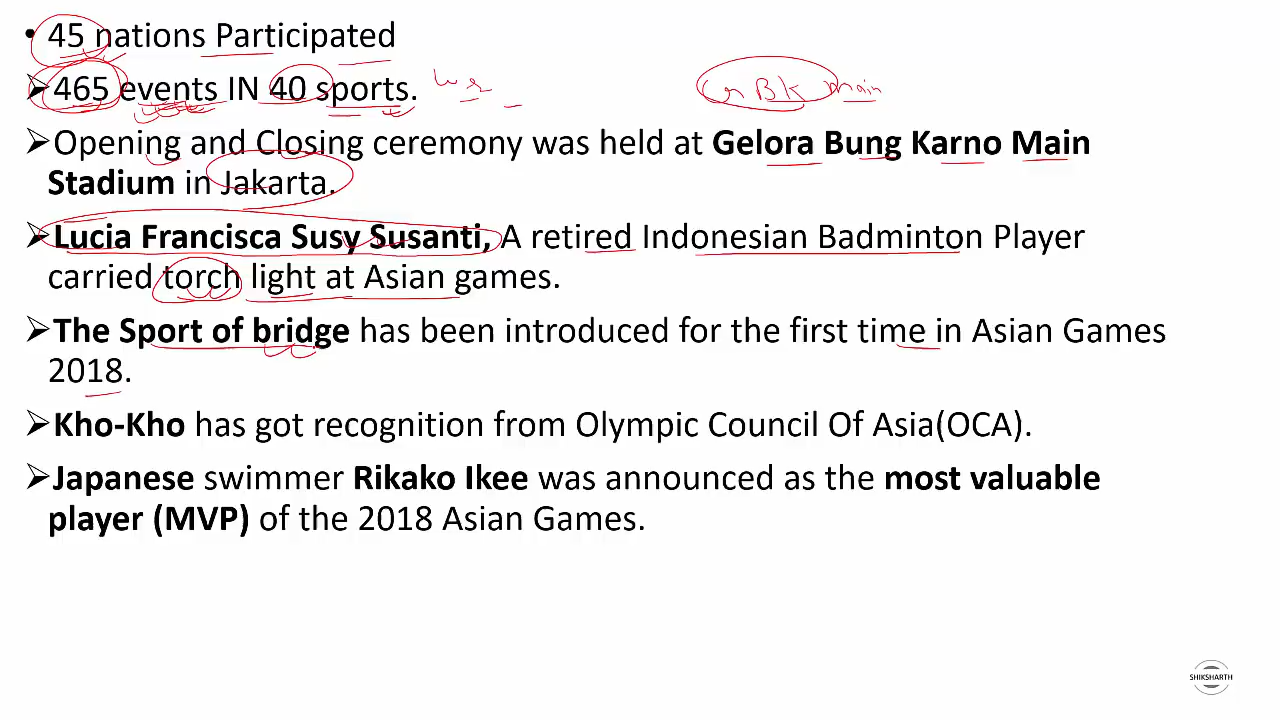 • 45 nations Participated
➢465 events IN 40 sports.
GBK Main
➢Opening and Closing ceremony was held at Gelora Bung Karno Main
Stadium in Jakarta.
➢Lucia Francisca Susy Susanti, A retired Indonesian Badminton Player
carried torch light at Asian games.
➢The Sport of bridge has been introduced for the first time in Asian Games
2018.
➢Kho-Kho has got recognition from Olympic Council Of Asia(OCA).
➢Japanese swimmer Rikako Ikee was announced as the most valuable
player (MVP) of the 2018 Asian Games.
SHIKSHARTH